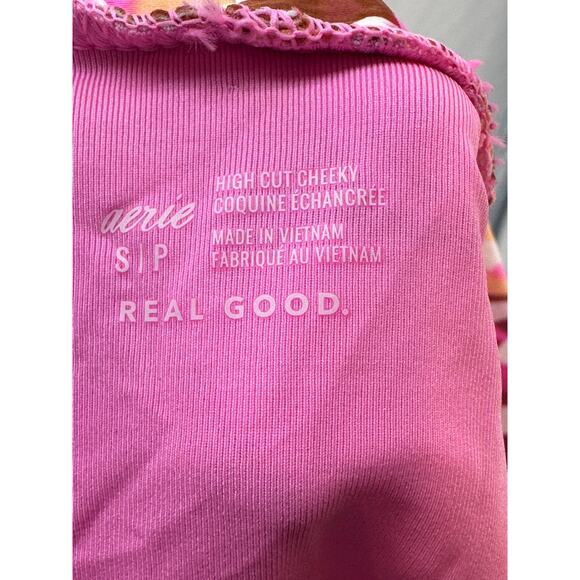 aerie
S|P
HIGH CUT CHEEKY
COQUINE ÉCHANCRÉE
MADE IN VIETNAM
FABRIQUÉ AU VIETNAM
REAL GOOD.